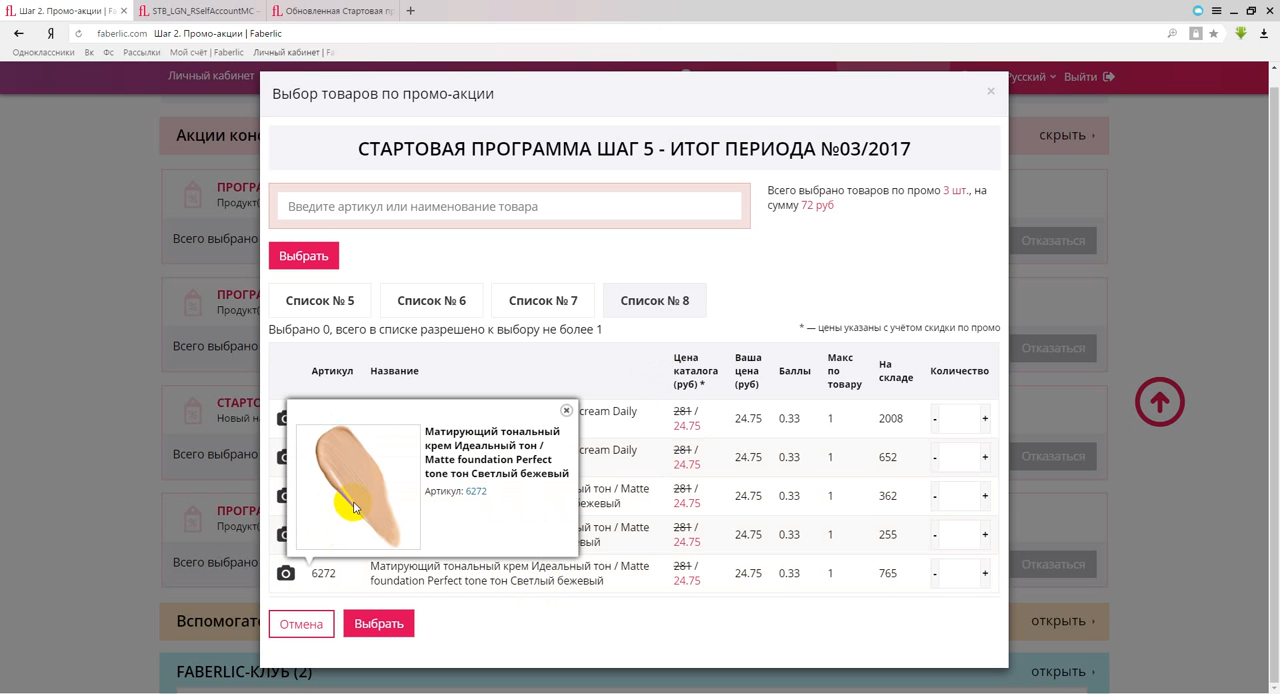 Шаг 2. Промо-акции | Fa
STB_LGN_RSelfAccountMC –
Обновленная Стартовая пр
Я
faberlic.com Шаг 2. Промо-акции | Faberlic
Одноклассники Вк Фс Рассылки Мой счёт | Faberlic Личный кабинет | Fa
Личный кабинет
Русский
Выйти
Выбор товаров по промо-акции
×
Акции конс
скрыть
СТАРТОВАЯ ПРОГРАММА ШАГ 5 - ИТОГ ПЕРИОДА №03/2017
ПРОГРА
Продукт(
Введите артикул или наименование товара
Всего выбрано товаров по промо 3 шт., на
сумму 72 руб
Всего выбрано
Отказаться
Выбрать
ПРОГРА
Продукт(
Список № 5
Список № 6
Список № 7
Список № 8
Выбрано 0, всего в списке разрешено к выбору не более 1
* — цены указаны с учётом скидки по промо
Всего выбрано
Отказаться
Артикул
Название
Цена
каталога
(руб) *
Ваша
цена
(руб)
Баллы
Макс
по
товару
На
складе
Количество
СТАРТО
Новый н
cream Daily
281 /
24.75
24.75 0.33 1 2008 - +
Матирующий тональный
крем Идеальный тон /
Matte foundation Perfect
tone тон Светлый бежевый
Артикул: 6272
Всего выбрано
Отказаться
cream Daily
281 /
24.75
24.75 0.33 1 652 - +
ый тон / Matte
бежевый
281 /
24.75
24.75 0.33 1 362 - +
ПРОГРА
Продукт(
ый тон / Matte
евый
281 /
24.75
24.75 0.33 1 255 - +
Всего выбрано
Отказаться
6272
Матирующий тональный крем Идеальный тон / Matte
foundation Perfect tone тон Светлый бежевый
281 /
24.75
24.75 0.33 1 765 - +
Отмена
Выбрать
Вспомогат
открыть
FABERLIC-КЛУБ (2)
открыть